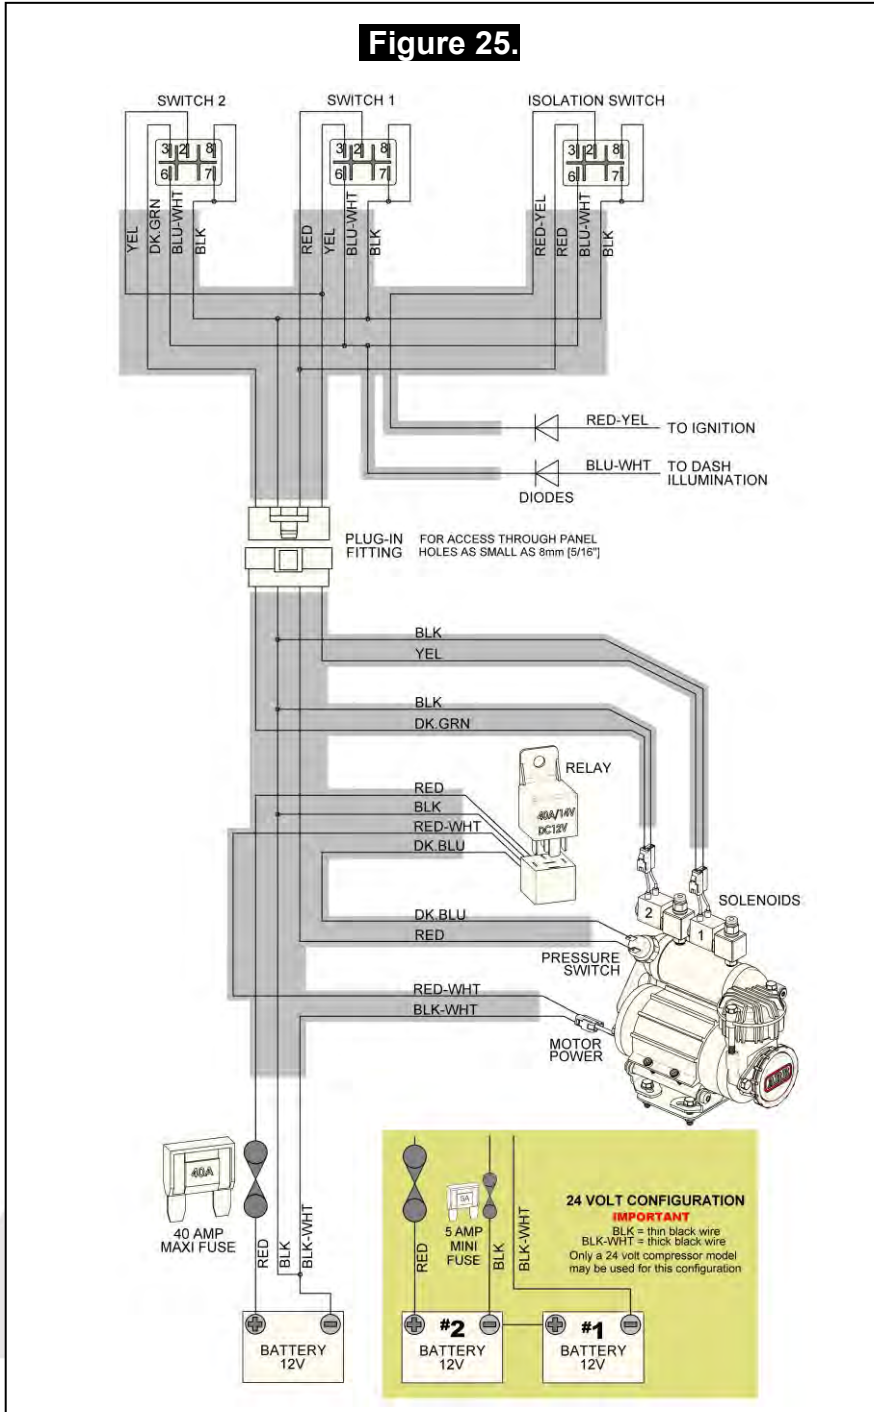 Figure 25.
SWITCH 2
SWITCH 1
ISOLATION SWITCH
3 2 8
6 7
3 2 8
6 7
3 2 8
6 7
YEL
DK.GRN
BLU-WHT
BLK
RED
YEL
BLU-WHT
BLK
RED-YEL
RED
BLU-WHT
BLK
RED-YEL
TO IGNITION
BLU-WHT
TO DASH
ILLUMINATION
DIODES
PLUG-IN
FITTING
FOR ACCESS THROUGH PANEL
HOLES AS SMALL AS 8mm [5/16"]
BLK
YEL
BLK
DK.GRN
RELAY
40A/14V
DC12V
RED
BLK
RED-WHT
DK.BLU
SOLENOIDS
2
1
DK.BLU
RED
PRESSURE
SWITCH
RED-WHT
BLK-WHT
MOTOR
POWER
ARB
40A
40 AMP
MAXI FUSE
RED
BLK
BLK-WHT
BATTERY
12V
5A
5 AMP
MINI
FUSE
RED
BLK
BLK-WHT
24 VOLT CONFIGURATION
IMPORTANT
BLK = thin black wire
BLK-WHT = thick black wire
Only a 24 volt compressor model
may be used for this configuration
#2
BATTERY
12V
#1
BATTERY
12V